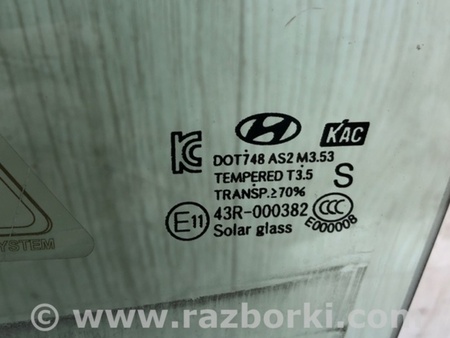 KC KAC
DOT748 AS2 M3.53
TEMPERED T3.5 S
TRANSP.≥70%
E11 43R-000382 CCC
Solar glass E000008
SYSTEM
© - www.razborki.com